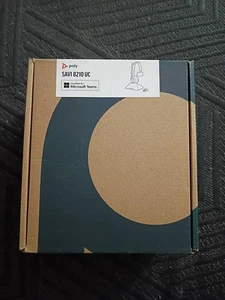 poly
SAVI 8210 UC
Certified for
Microsoft Teams